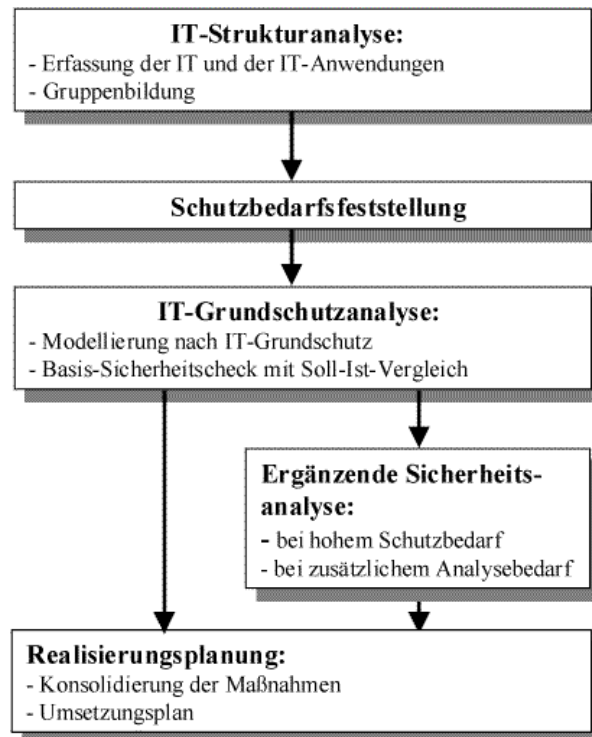 IT-Strukturanalyse:
- Erfassung der IT und der IT-Anwendungen
- Gruppenbildung
Schutzbedarfsfeststellung
IT-Grundschutzanalyse:
- Modellierung nach IT-Grundschutz
- Basis-Sicherheitscheck mit Soll-Ist-Vergleich
Ergänzende Sicherheits-
analyse:
- bei hohem Schutzbedarf
- bei zusätzlichem Analysebedarf
Realisierungsplanung:
- Konsolidierung der Maßnahmen
- Umsetzungsplan